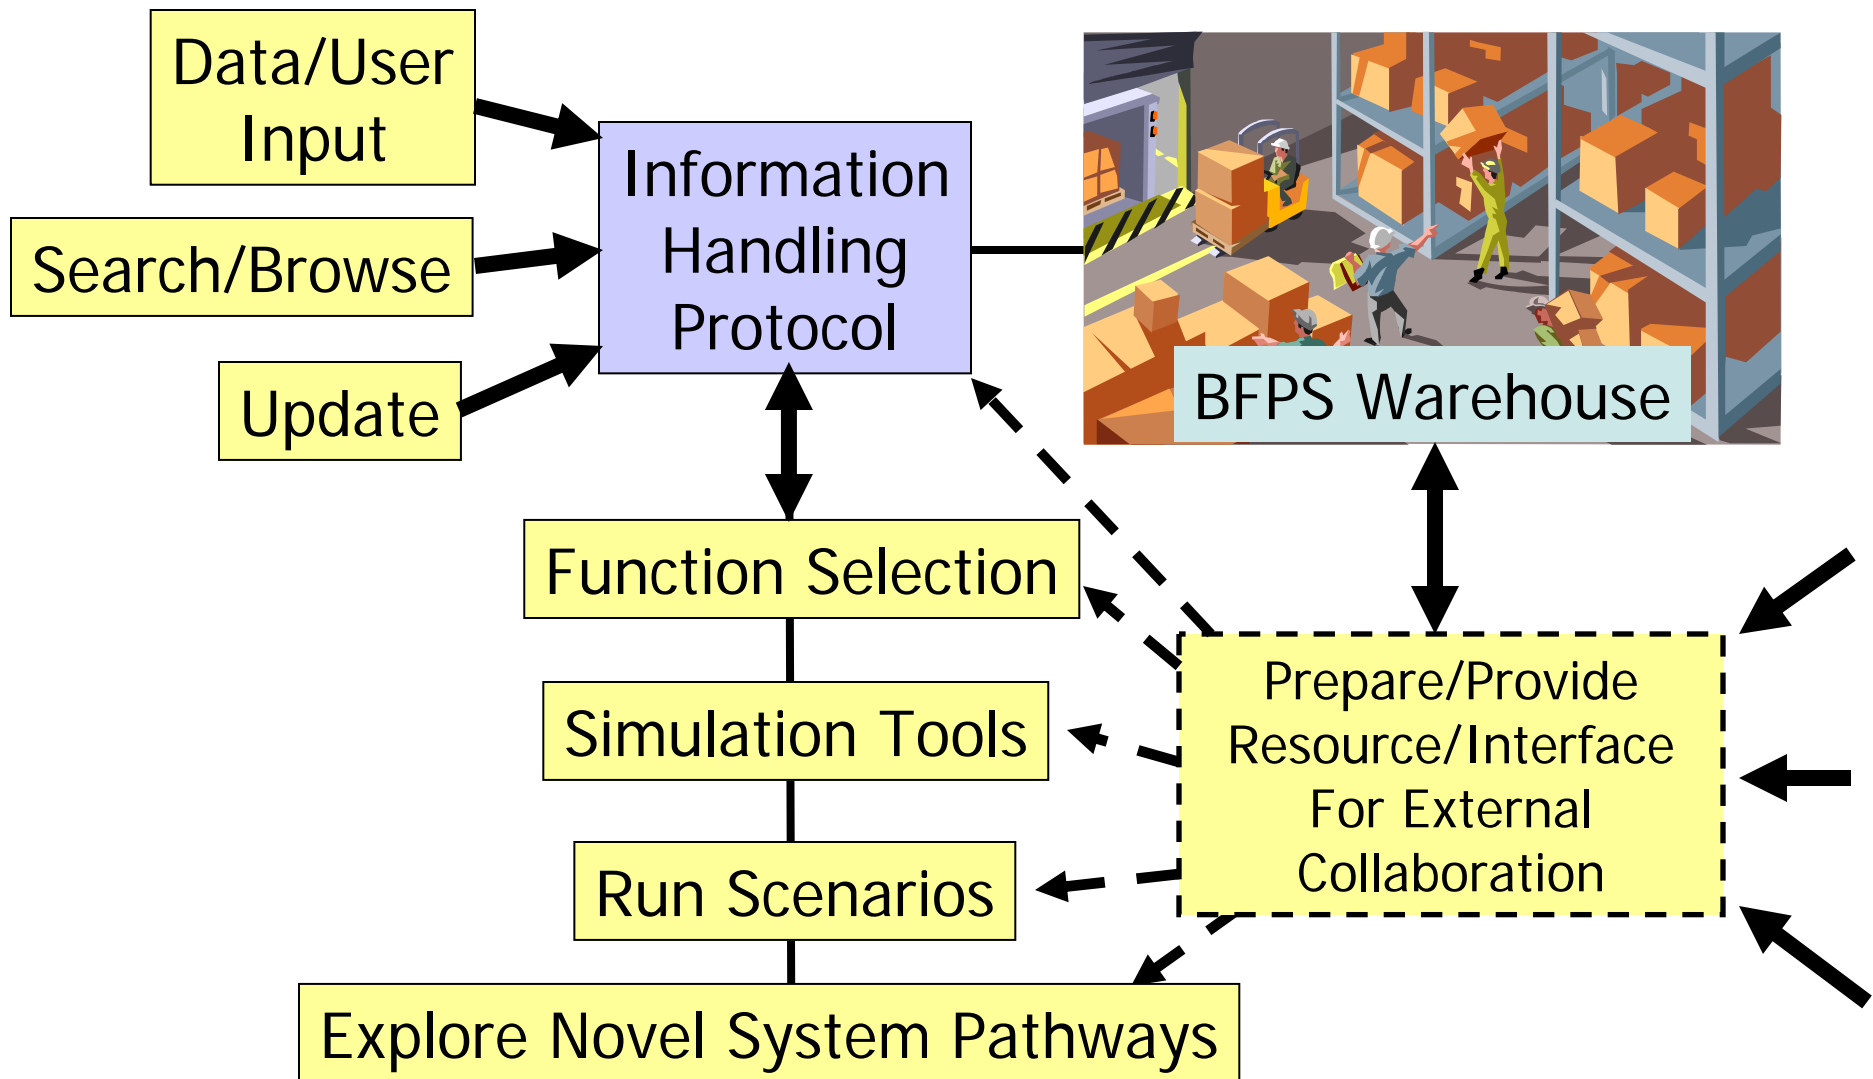 Data/User
Input
Search/Browse
Update
Information
Handling
Protocol
BFPS Warehouse
Function Selection
Simulation Tools
Run Scenarios
Explore Novel System Pathways
Prepare/Provide
Resource/Interface
For External
Collaboration